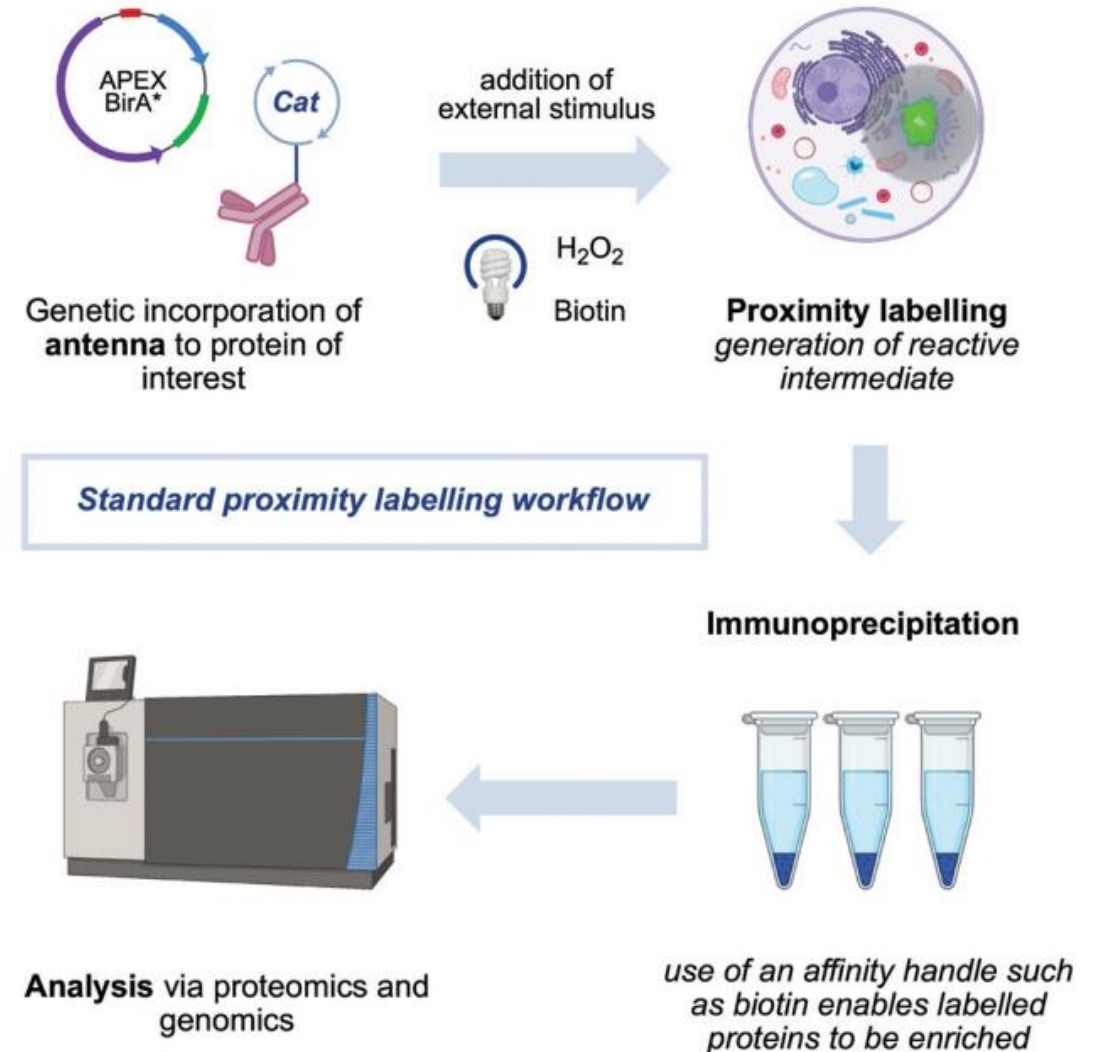 APEX
BirA*
Cat
addition of
external stimulus
H₂O₂
Biotin
Genetic incorporation of
antenna to protein of
interest
Proximity labelling
generation of reactive
intermediate
Standard proximity labelling workflow
Immunoprecipitation
use of an affinity handle such
as biotin enables labelled
proteins to be enriched
Analysis via proteomics and
genomics